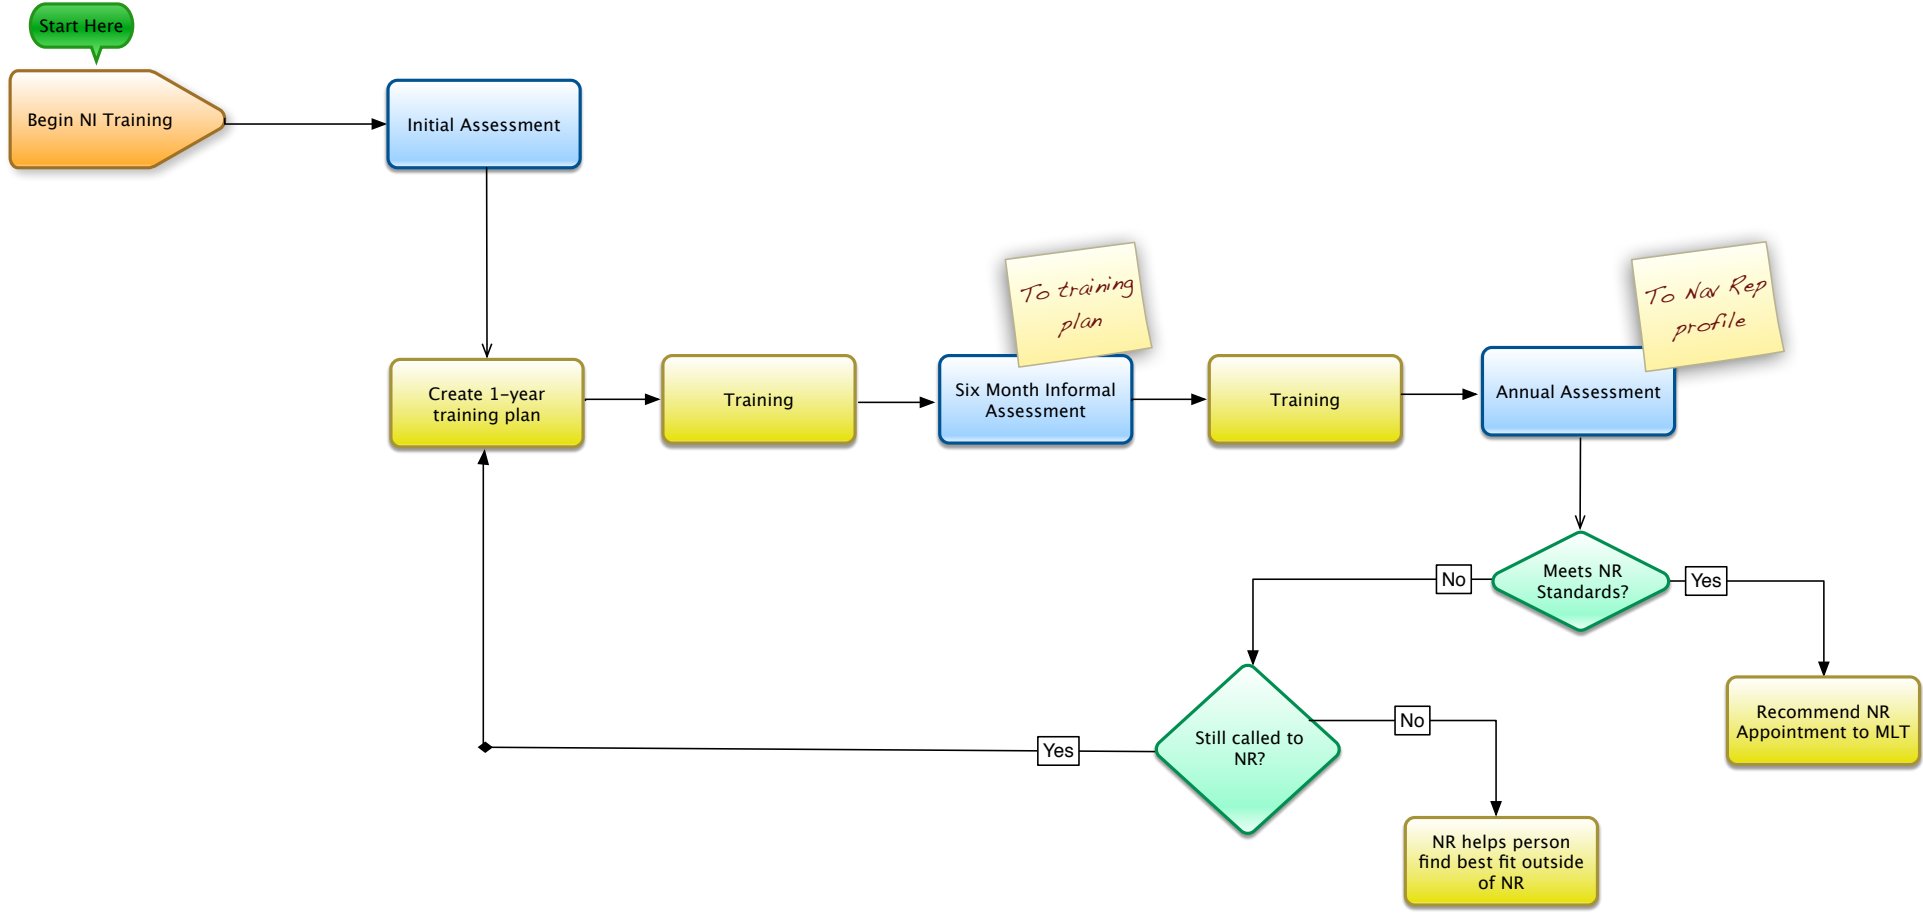 Start Here
Begin NI Training
Initial Assessment
To training
plan
To Nav Rep
profile
Create 1-year
training plan
Training
Six Month Informal
Assessment
Training
Annual Assessment
Meets NR
Standards?
No
Yes
Recommend NR
Appointment to MLT
Still called to
NR?
No
Yes
NR helps person
find best fit outside
of NR